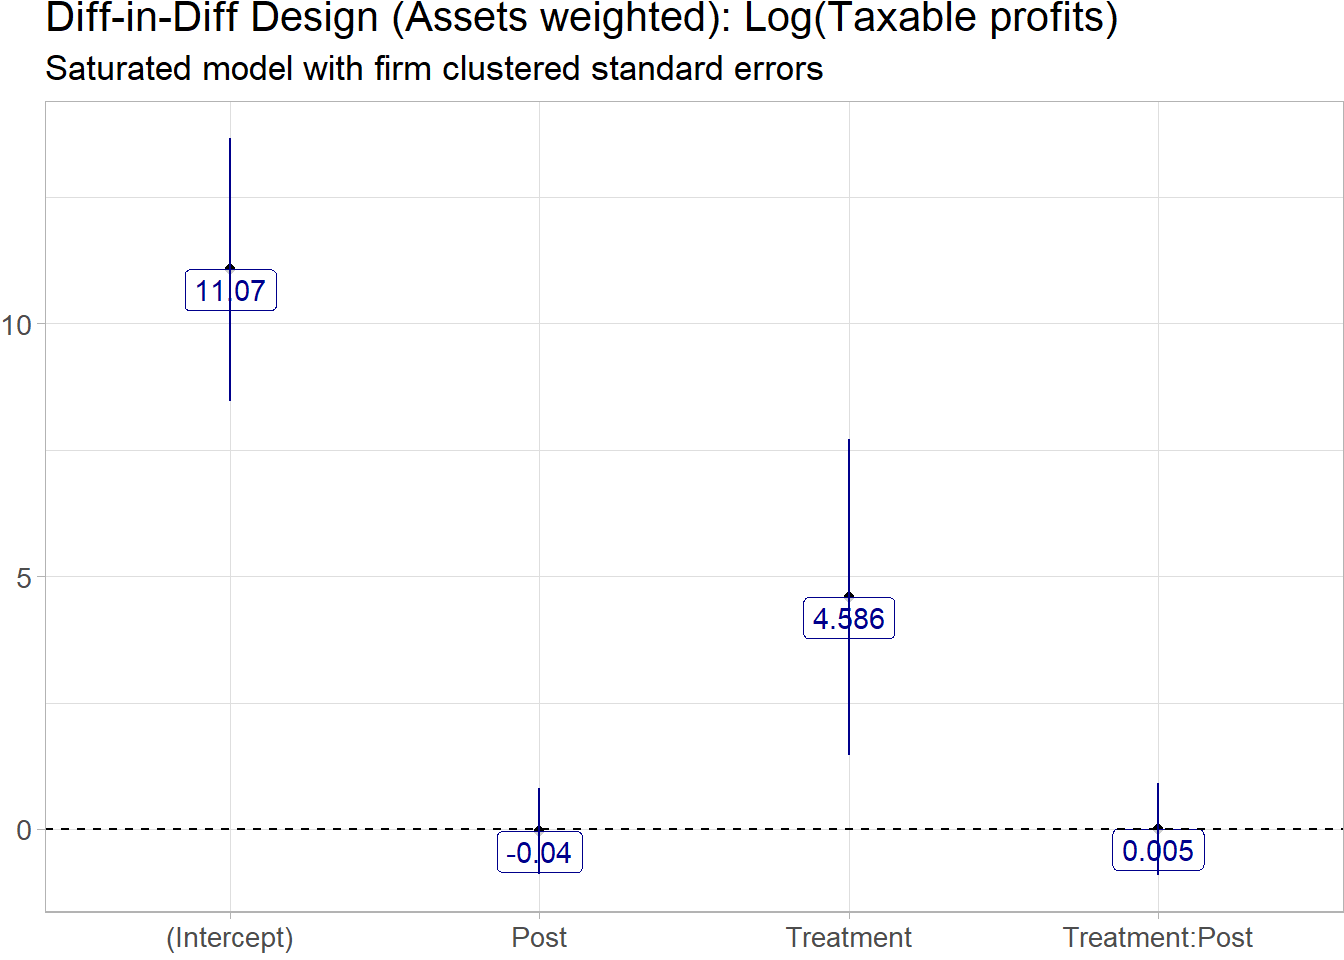 Diff-in-Diff Design (Assets weighted): Log(Taxable profits)
Saturated model with firm clustered standard errors
11.07
10
5
4.586
0
-0.04
0.005
(Intercept)
Post
Treatment
Treatment:Post